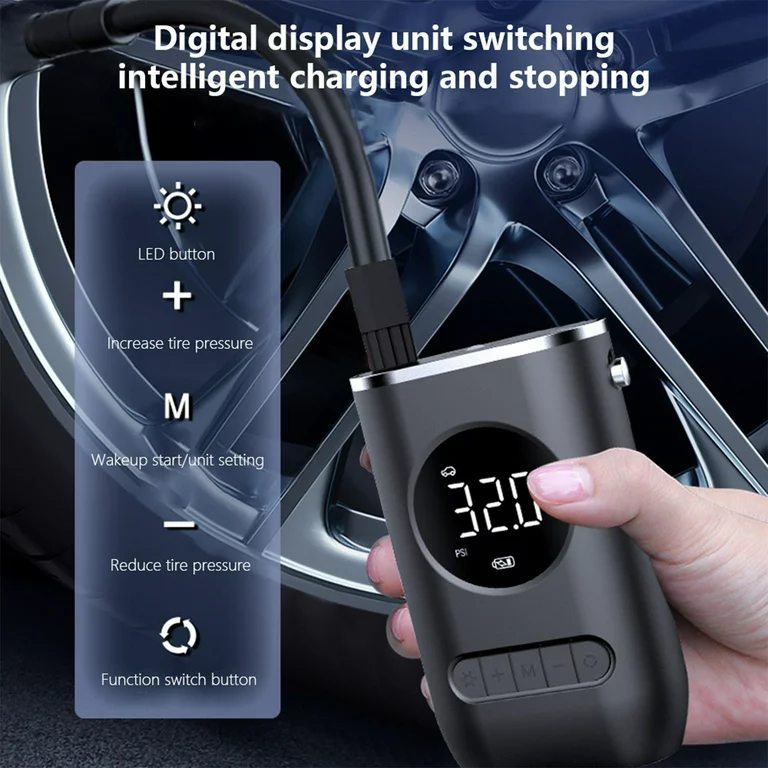 Digital display unit switching
intelligent charging and stopping
LED button
+
Increase tire pressure
M
Wakeup start/unit setting
−
Reduce tire pressure
Function switch button
32.0
PSI
+ M −